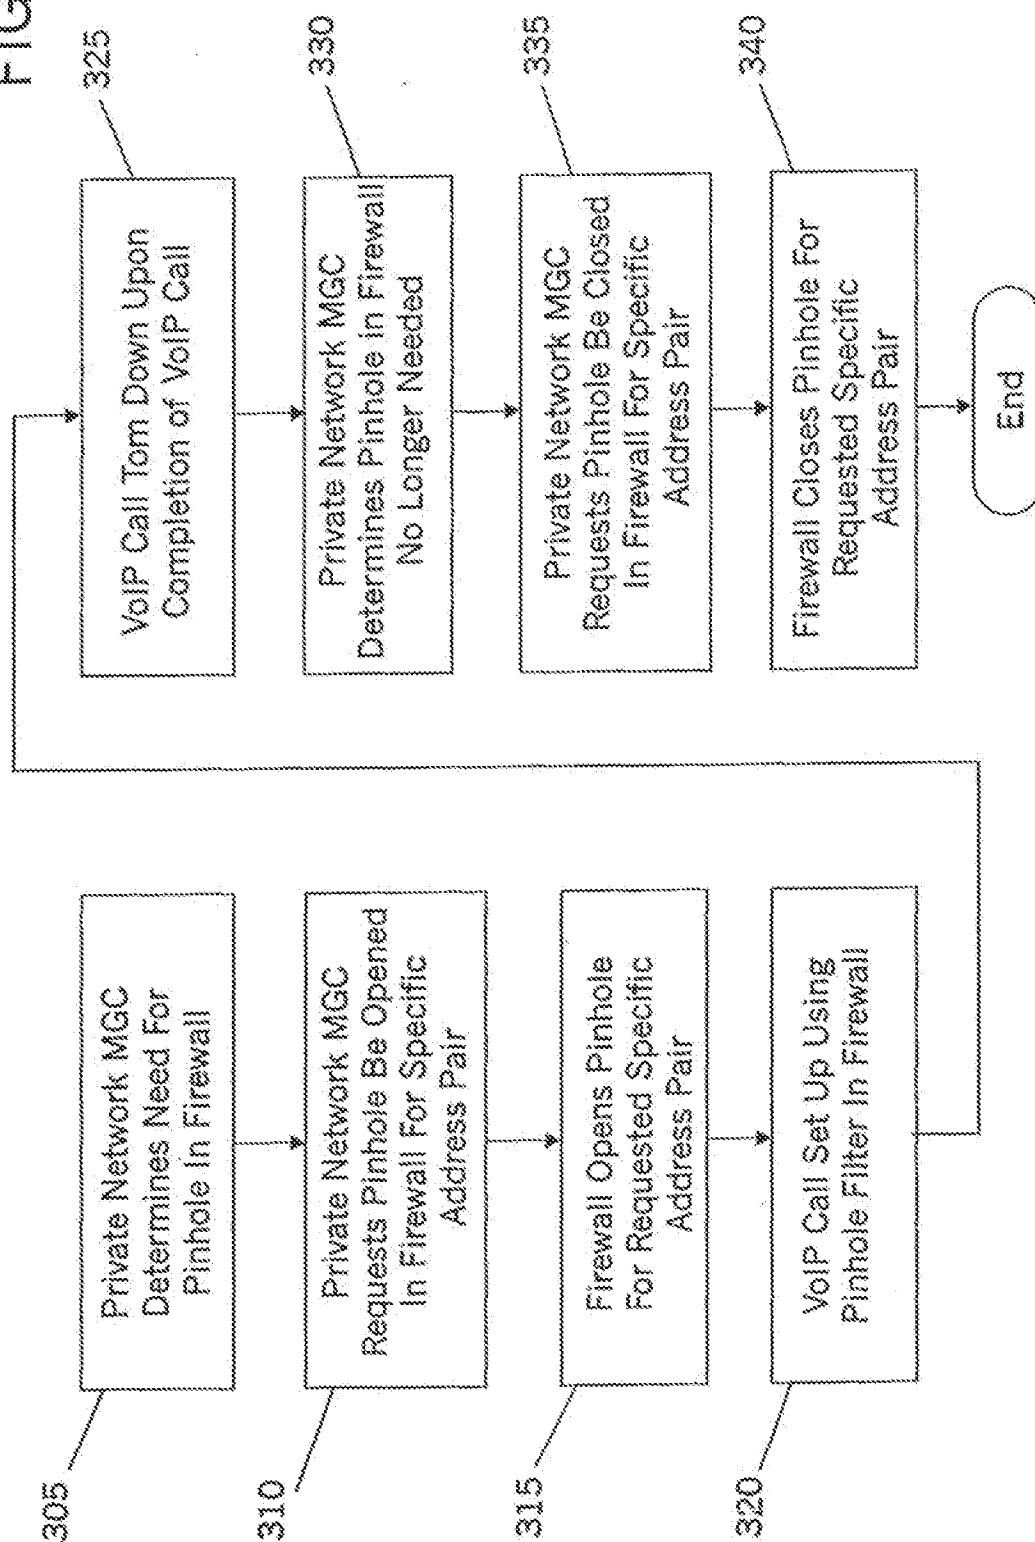 FIG
305
Private Network MGC
Determines Need For
Pinhole In Firewall
310
Private Network MGC
Requests Pinhole Be Opened
In Firewall For Specific
Address Pair
315
Firewall Opens Pinhole
For Requested Specific
Address Pair
320
VoIP Call Set Up Using
Pinhole Filter In Firewall
325
VoIP Call Tom Down Upon
Completion of VoIP Call
330
Private Network MGC
Determines Pinhole in Firewall
No Longer Needed
335
Private Network MGC
Requests Pinhole Be Closed
In Firewall For Specific
Address Pair
340
Firewall Closes Pinhole For
Requested Specific
Address Pair
End